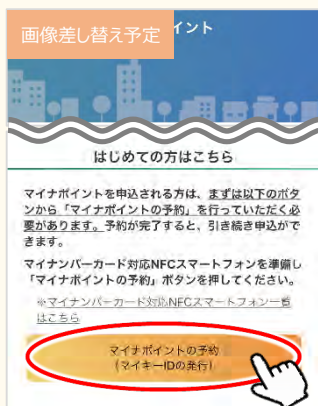 画像差し替え予定
イント
はじめての方はこちら
マイナポイントを申込される方は、まずは以下のボタ
ンから「マイナポイントの予約」を行っていただく必
要があります。予約が完了すると、引き続き申込がで
きます。
マイナンバーカード対応NFCスマートフォンを準備し
「マイナポイントの予約」ボタンを押してください。
※マイナンバーカード対応NFCスマートフォン一覧
はこちら
マイナポイントの予約
(マイキーIDの発行)